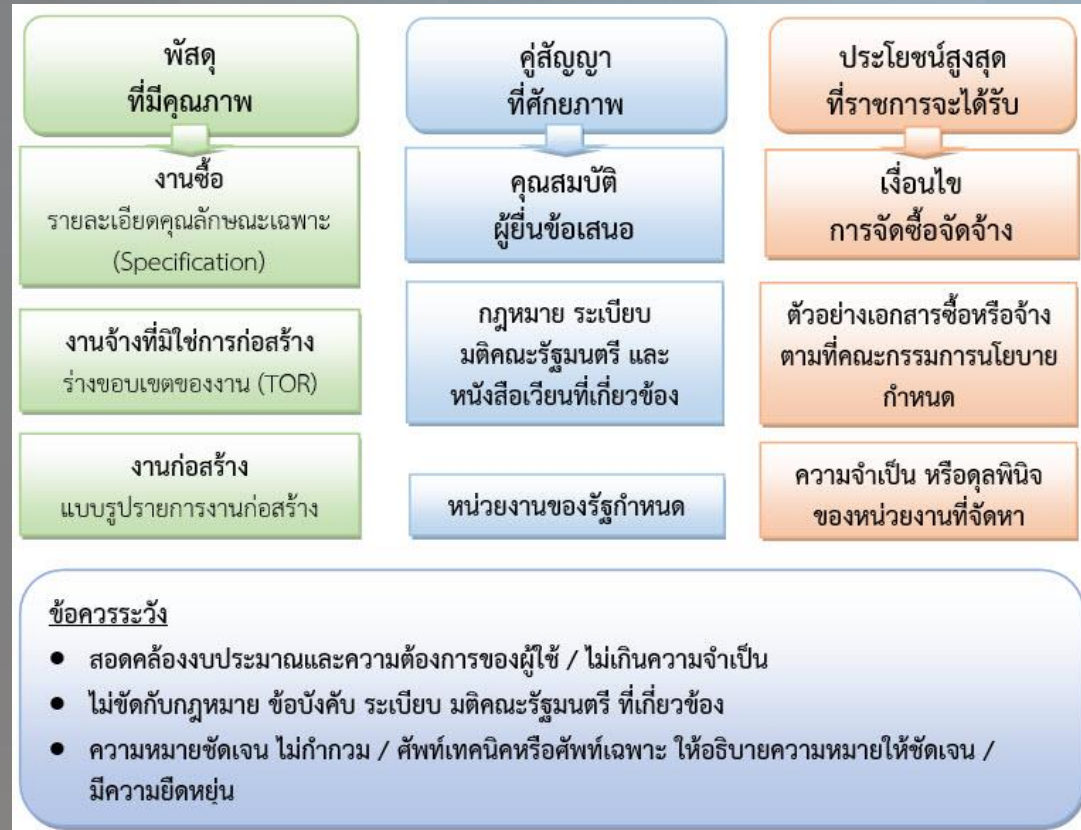 พัสดุ
ที่มีคุณภาพ
งานซื้อ
รายละเอียดคุณลักษณะเฉพาะ
(Specification)
งานจ้างที่มิใช่การก่อสร้าง
ร่างขอบเขตของงาน (TOR)
งานก่อสร้าง
แบบรูปรายการงานก่อสร้าง
คู่สัญญา
ที่ศักยภาพ
คุณสมบัติ
ผู้ยื่นข้อเสนอ
กฎหมาย ระเบียบ
มติคณะรัฐมนตรี และ
หนังสือเวียนที่เกี่ยวข้อง
หน่วยงานของรัฐกำหนด
ประโยชน์สูงสุด
ที่ราชการจะได้รับ
เงื่อนไข
การจัดซื้อจัดจ้าง
ตัวอย่างเอกสารซื้อหรือจ้าง
ตามที่คณะกรรมการนโยบาย
กำหนด
ความจำเป็น หรือดุลพินิจ
ของหน่วยงานที่จัดหา
ข้อควรระวัง
● สอดคล้องงบประมาณและความต้องการของผู้ใช้ / ไม่เกินความจำเป็น
● ไม่ขัดกับกฎหมาย ข้อบังคับ ระเบียบ มติคณะรัฐมนตรี ที่เกี่ยวข้อง
● ความหมายชัดเจน ไม่กำกวม / ศัพท์เทคนิคหรือศัพท์เฉพาะ ให้อธิบายความหมายให้ชัดเจน /
มีความยืดหยุ่น